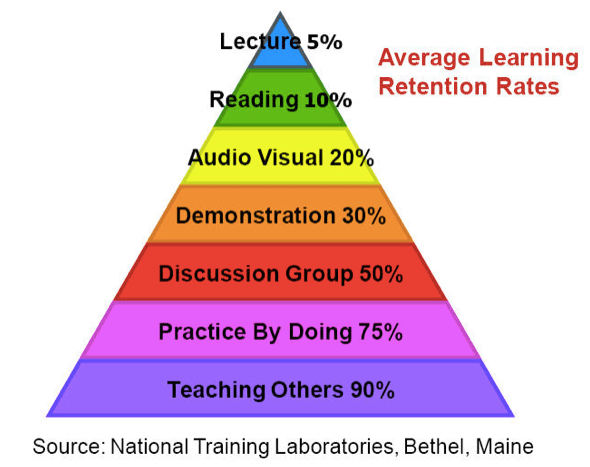 Lecture 5%
Average Learning
Retention Rates
Reading 10%
Audio Visual 20%
Demonstration 30%
Discussion Group 50%
Practice By Doing 75%
Teaching Others 90%
Source: National Training Laboratories, Bethel, Maine